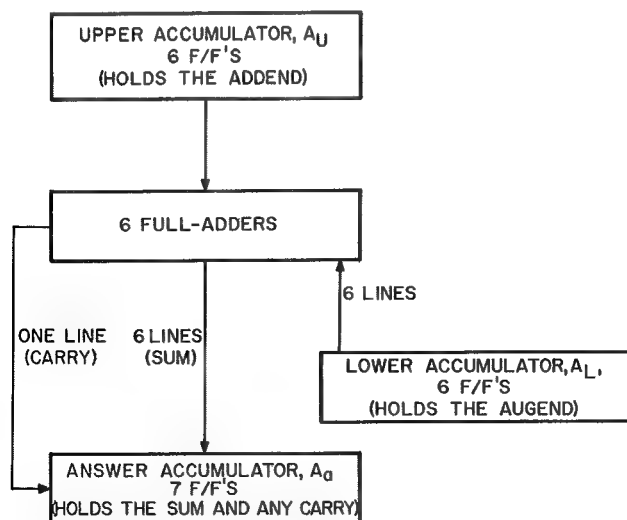 UPPER ACCUMULATOR, AU
6 F/F'S
(HOLDS THE ADDEND)
6 FULL-ADDERS
6 LINES
ONE LINE
(CARRY)
6 LINES
(SUM)
LOWER ACCUMULATOR, AL,
6 F/F'S
(HOLDS THE AUGEND)
ANSWER ACCUMULATOR, Aa
7 F/F'S
(HOLDS THE SUM AND ANY CARRY)